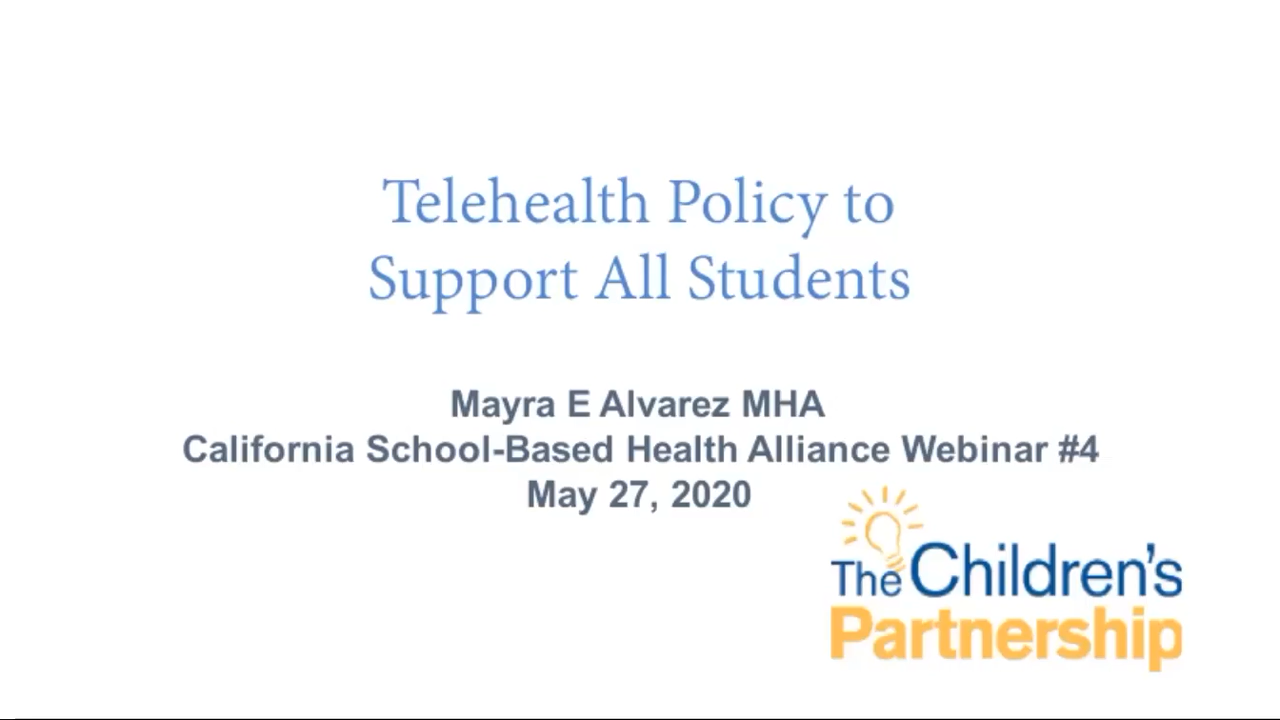 Telehealth Policy to
Support All Students
Mayra E Alvarez MHA
California School-Based Health Alliance Webinar #4
May 27, 2020
The Children's
Partnership